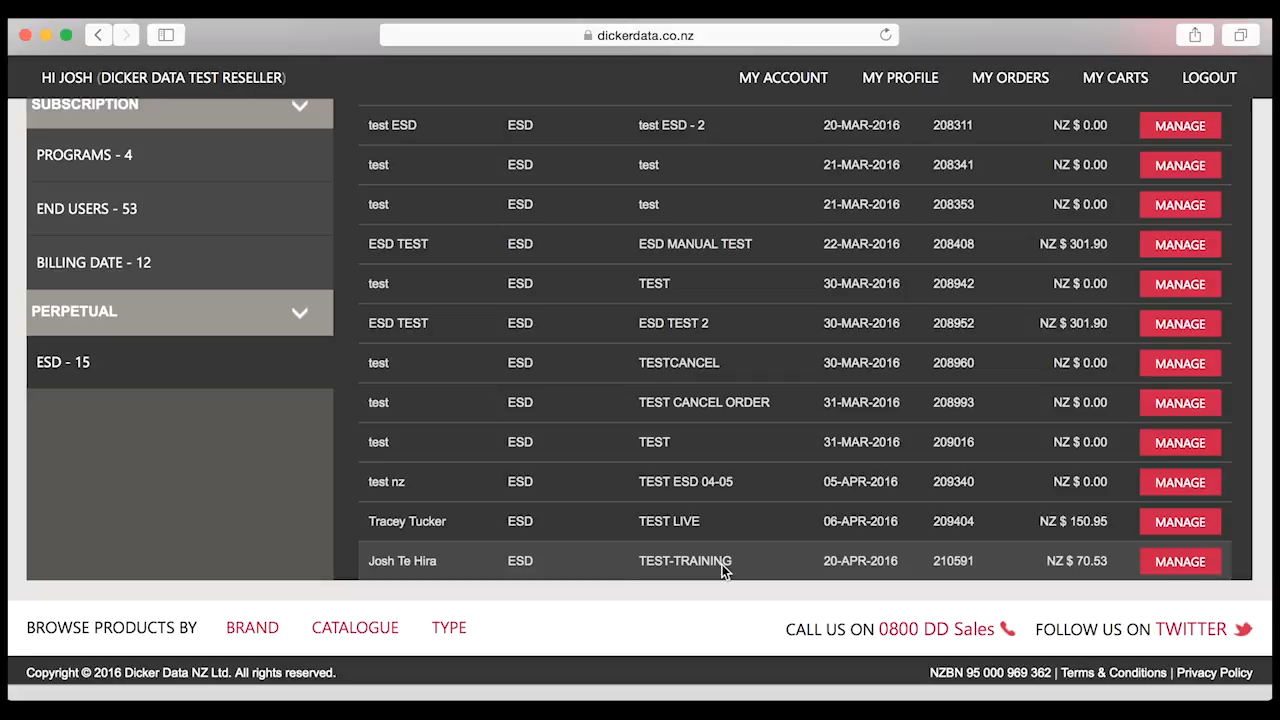 dickerdata.co.nz
HI JOSH (DICKER DATA TEST RESELLER)
MY ACCOUNT
MY PROFILE
MY ORDERS
MY CARTS
LOGOUT
SUBSCRIPTION
PROGRAMS - 4
END USERS - 53
BILLING DATE - 12
PERPETUAL
ESD - 15
test ESD ESD test ESD - 2 20-MAR-2016 208311 NZ $ 0.00 MANAGE
test ESD test 21-MAR-2016 208341 NZ $ 0.00 MANAGE
test ESD test 21-MAR-2016 208353 NZ $ 0.00 MANAGE
ESD TEST ESD ESD MANUAL TEST 22-MAR-2016 208408 NZ $ 301.90 MANAGE
test ESD TEST 30-MAR-2016 208942 NZ $ 0.00 MANAGE
ESD TEST ESD ESD TEST 2 30-MAR-2016 208952 NZ $ 301.90 MANAGE
test ESD TESTCANCEL 30-MAR-2016 208960 NZ $ 0.00 MANAGE
test ESD TEST CANCEL ORDER 31-MAR-2016 208993 NZ $ 0.00 MANAGE
test ESD TEST 31-MAR-2016 209016 NZ $ 0.00 MANAGE
test nz ESD TEST ESD 04-05 05-APR-2016 209340 NZ $ 0.00 MANAGE
Tracey Tucker ESD TEST LIVE 06-APR-2016 209404 NZ $ 150.95 MANAGE
Josh Te Hira ESD TEST-TRAINING 20-APR-2016 210591 NZ $ 70.53 MANAGE
BROWSE PRODUCTS BY BRAND CATALOGUE TYPE
CALL US ON 0800 DD Sales FOLLOW US ON TWITTER
Copyright © 2016 Dicker Data NZ Ltd. All rights reserved.
NZBN 95 000 969 362 | Terms & Conditions | Privacy Policy